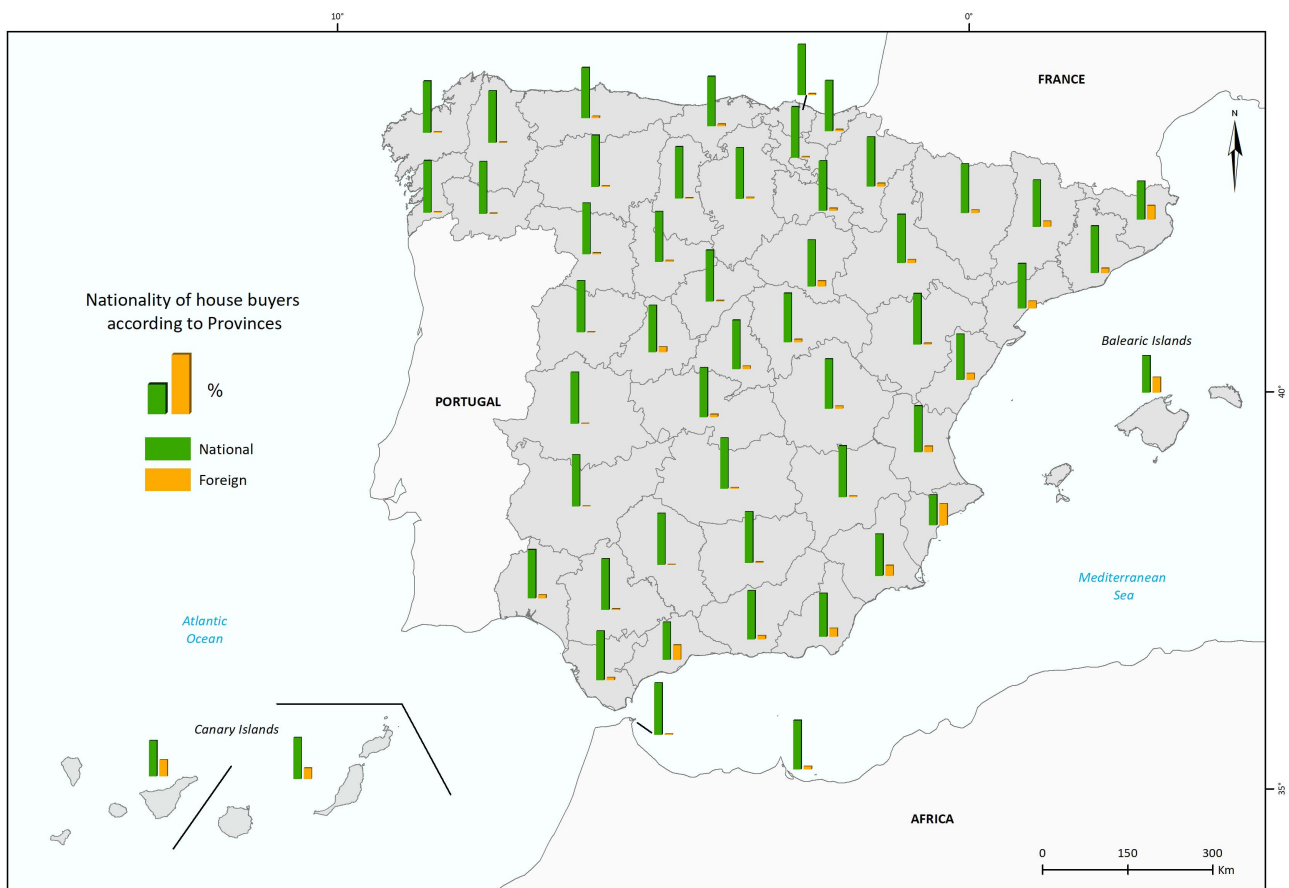 10°
0°
FRANCE
N
Nationality of house buyers
according to Provinces
%
National
Foreign
PORTUGAL
Balearic Islands
40°
Mediterranean
Sea
Atlantic
Ocean
Canary Islands
35°
AFRICA
0 150 300
Km